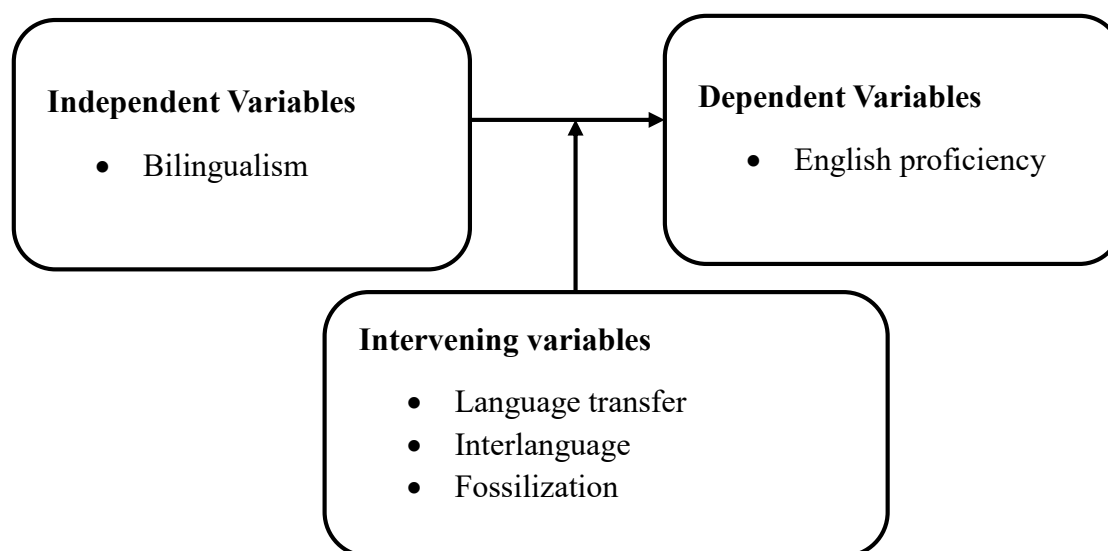 Independent Variables
• Bilingualism
Dependent Variables
• English proficiency
Intervening variables
• Language transfer
• Interlanguage
• Fossilization